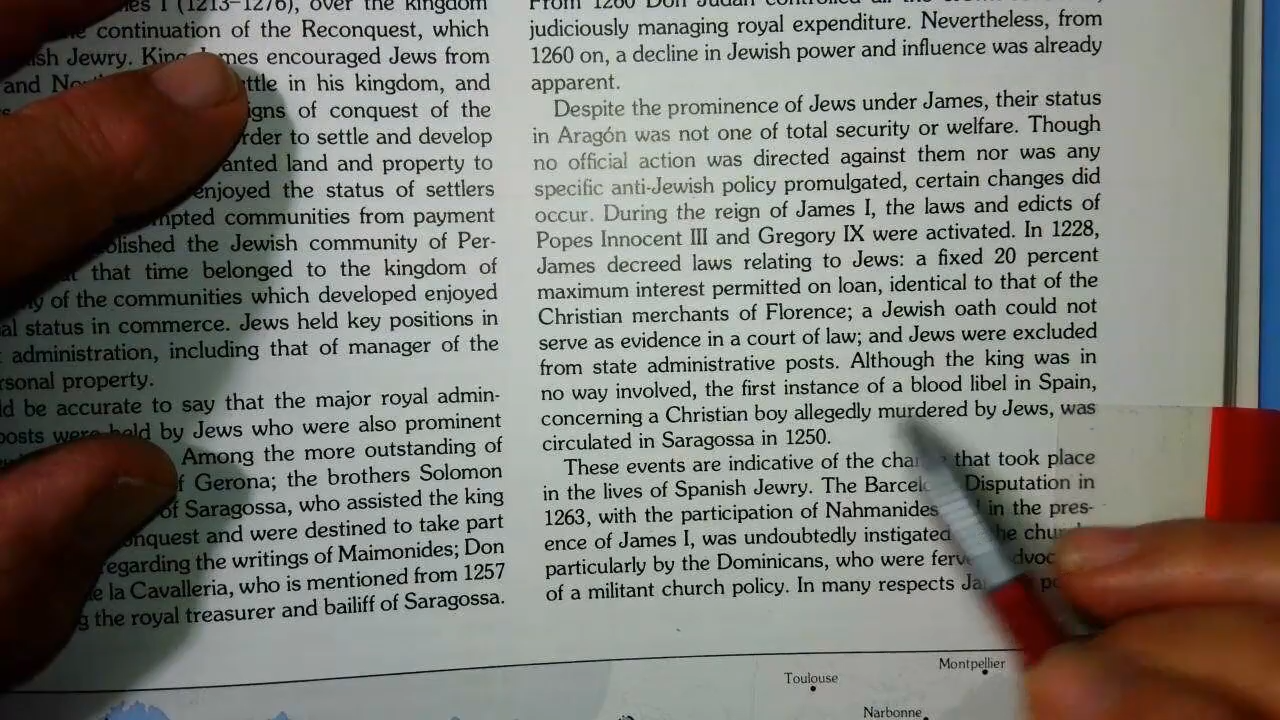 es I (1213–1276), over the kingdom
continuation of the Reconquest, which
ish Jewry. King mes encouraged Jews from
and ttle in his kingdom, and
igns of conquest of the
rder to settle and develop
anted land and property to
enjoyed the status of settlers
mpted communities from payment
blished the Jewish community of Per-
that time belonged to the kingdom of
y of the communities which developed enjoyed
al status in commerce. Jews held key positions in
administration, including that of manager of the
rsonal property.
ld be accurate to say that the major royal admin-
posts were held by Jews who were also prominent
Among the more outstanding of
f Gerona; the brothers Solomon
of Saragossa, who assisted the king
nquest and were destined to take part
regarding the writings of Maimonides; Don
e la Cavalleria, who is mentioned from 1257
g the royal treasurer and bailiff of Saragossa.
From 1260 Don Judah controlled all the
judiciously managing royal expenditure. Nevertheless, from
1260 on, a decline in Jewish power and influence was already
apparent.
Despite the prominence of Jews under James, their status
in Aragón was not one of total security or welfare. Though
no official action was directed against them nor was any
specific anti-Jewish policy promulgated, certain changes did
occur. During the reign of James I, the laws and edicts of
Popes Innocent III and Gregory IX were activated. In 1228,
James decreed laws relating to Jews: a fixed 20 percent
maximum interest permitted on loan, identical to that of the
Christian merchants of Florence; a Jewish oath could not
serve as evidence in a court of law; and Jews were excluded
from state administrative posts. Although the king was in
no way involved, the first instance of a blood libel in Spain,
concerning a Christian boy allegedly murdered by Jews, was
circulated in Saragossa in 1250.
These events are indicative of the cha that took place
in the lives of Spanish Jewry. The Barcelo Disputation in
1263, with the participation of Nahmanides in the pres-
ence of James I, was undoubtedly instigated the church,
particularly by the Dominicans, who were ferve dvoc
of a militant church policy. In many respects Ja po
Toulouse
Montpellier
Narbonne